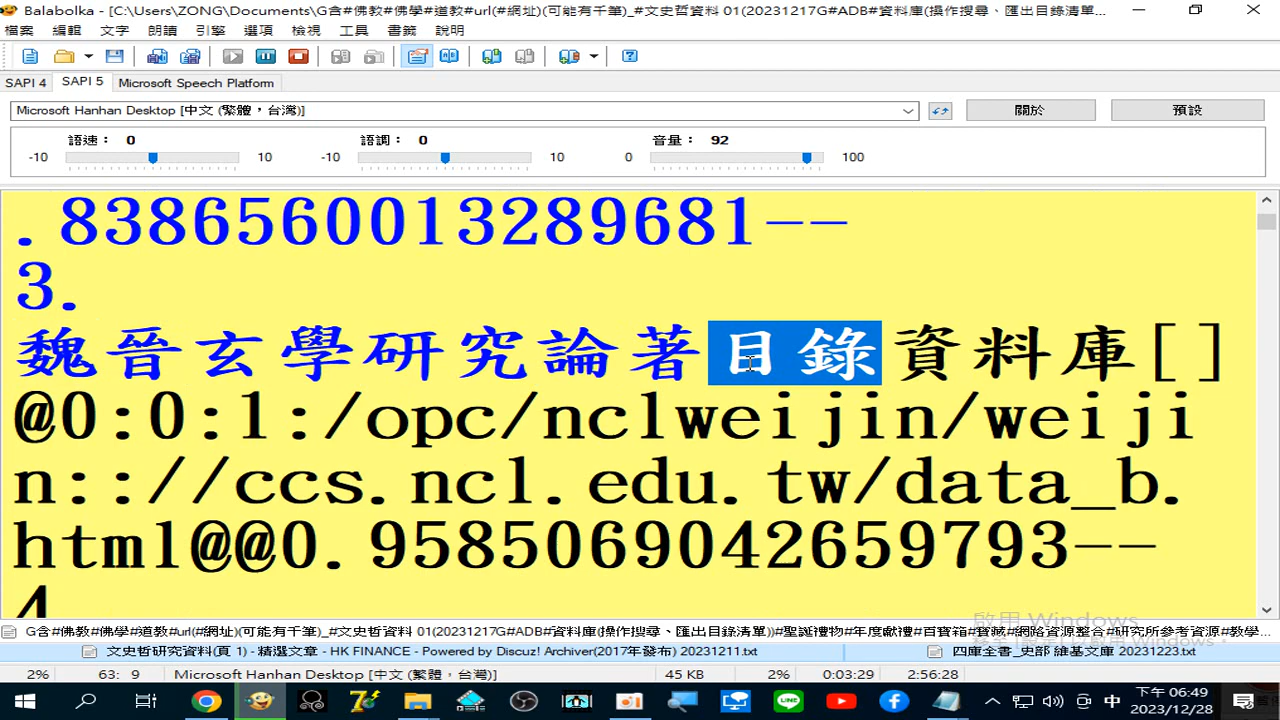 Balabolka - [C:\Users\ZONG\Documents\G含#佛教#佛學#道教#url(#網址)(可能有千筆)_#文史哲資料 01(20231217G#ADB#資料庫(操作搜尋、匯出目錄清單...
檔案 編輯 文字 朗讀 引擎 選項 檢視 工具 書籤 說明
SAPI 4 SAPI 5 Microsoft Speech Platform
Microsoft Hanhan Desktop [中文 (繁體，台灣)] 關於 預設
語速： 0 語調： 0 音量： 92
-10 10 -10 10 0 100
.8386560013289681--
3.
魏晉玄學研究論著目錄資料庫[]
@0:0:1:/opc/nclweijin/weiji
n:://ccs.ncl.edu.tw/data_b.
html@@0.9585069042659793--
4
啟用 Windows
G含#佛教#佛學#道教#url(#網址)(可能有千筆)_#文史哲資料 01(20231217G#ADB#資料庫(操作搜尋、匯出目錄清單))#聖誕禮物#年度獻禮#百寶箱#寶城#網路資源整合#研究所參考資源#教學...
文史哲研究資料(頁 1) - 精選文章 - HK FINANCE - Powered by Discuz! Archiver(2017年發布) 20231211.txt 四庫全書_史部 維基文庫 20231223.txt
2% 63: 9 Microsoft Hanhan Desktop [中文 (繁體，台灣)] 45 KB 2% 0:03:29 2:56:28
中 下午 06:49
2023/12/28